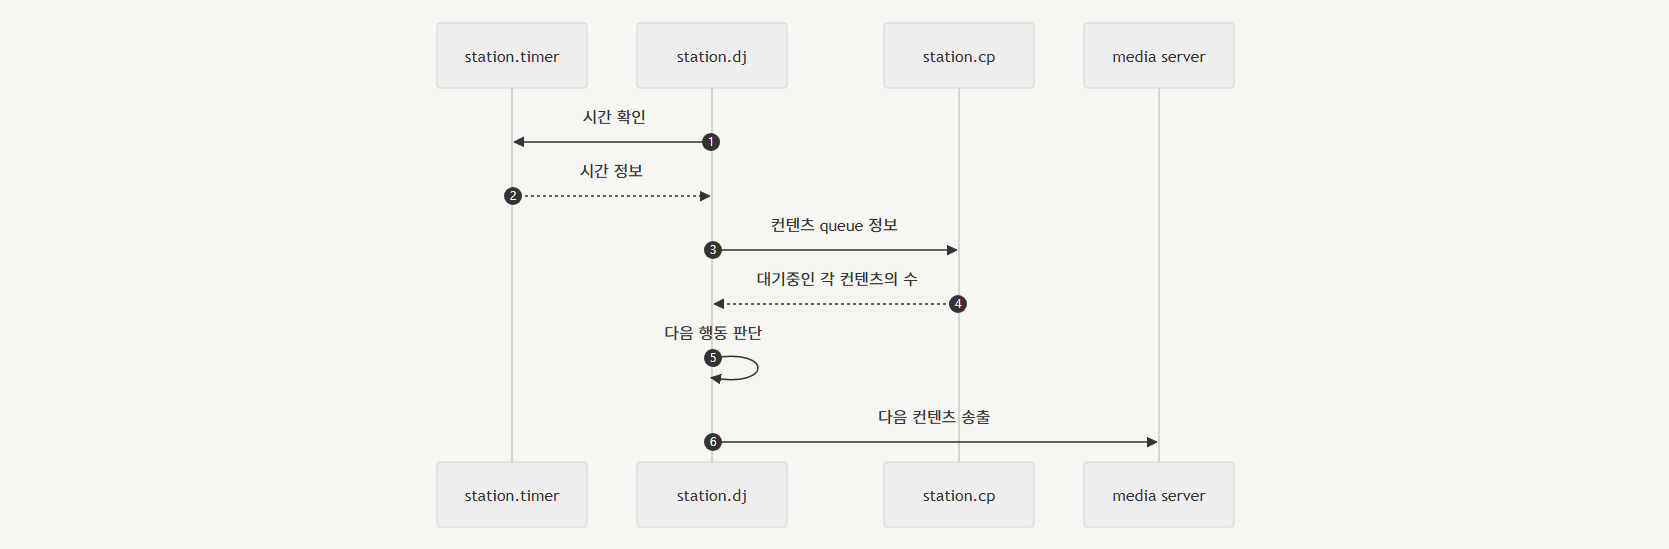 station.timer
station.dj
station.cp
media server
시간 확인
1
시간 정보
2
컨텐츠 queue 정보
3
대기중인 각 컨텐츠의 수
4
다음 행동 판단
5
다음 컨텐츠 송출
6
station.timer
station.dj
station.cp
media server